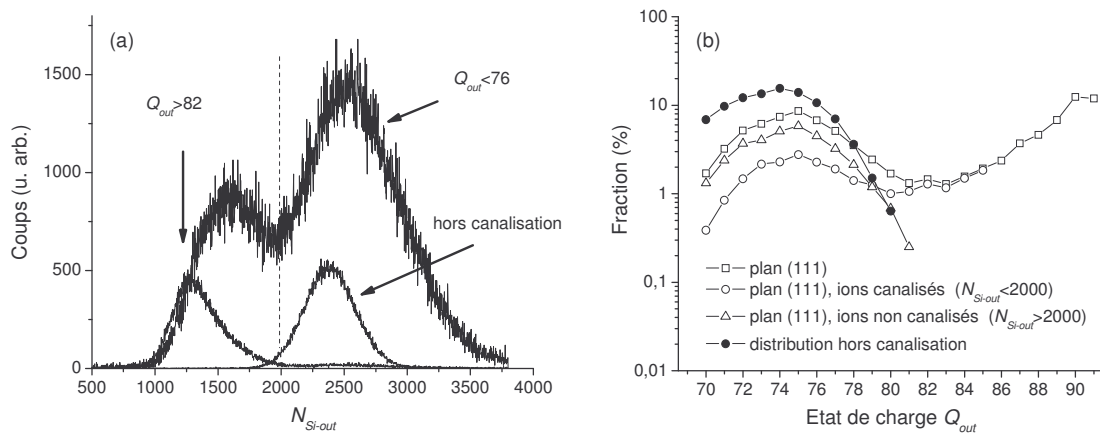 (a)
Q_out>82
Q_out<76
hors canalisation
Coups (u. arb.)
1500
1000
500
0
500 1000 1500 2000 2500 3000 3500 4000
N_Si-out
(b)
Fraction (%)
100
10
1
0,1
0,01
plan (111)
plan (111), ions canalisés (N_Si-out<2000)
plan (111), ions non canalisés (N_Si-out>2000)
distribution hors canalisation
70 72 74 76 78 80 82 84 86 88 90
Etat de charge Q_out